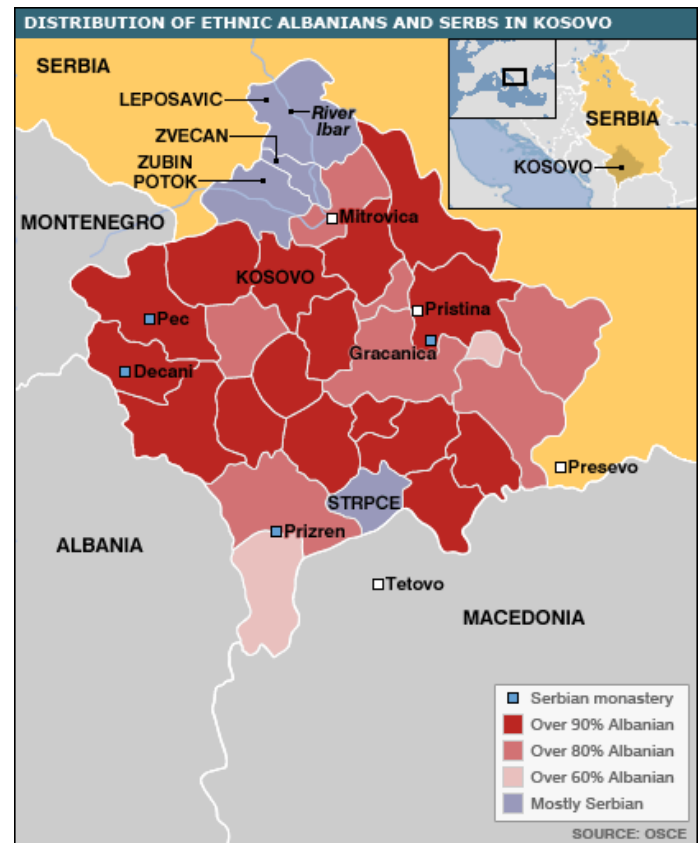 DISTRIBUTION OF ETHNIC ALBANIANS AND SERBS IN KOSOVO
SERBIA
LEPOSAVIC
River
Ibar
ZVECAN
ZUBIN
POTOK
SERBIA
KOSOVO
MONTENEGRO
Mitrovica
KOSOVO
Pec
Pristina
Gracanica
Decani
Presevo
STRPCE
Prizren
ALBANIA
Tetovo
MACEDONIA
Serbian monastery
Over 90% Albanian
Over 80% Albanian
Over 60% Albanian
Mostly Serbian
SOURCE: OSCE